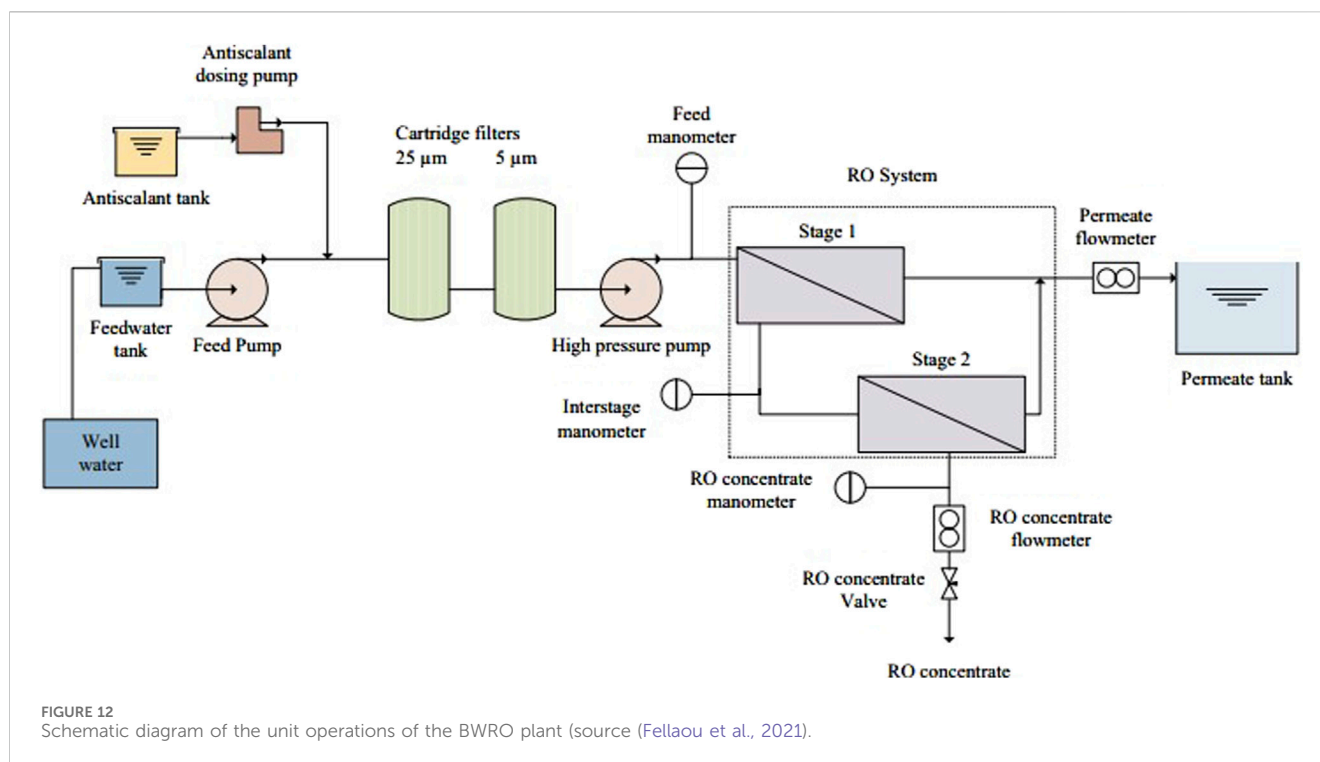 Antiscalant
dosing pump
Antiscalant tank
Feedwater
tank
Feed Pump
Well
water
Cartridge filters
25 µm 5 µm
High pressure pump
Feed
manometer
RO System
Stage 1
Stage 2
Interstage
manometer
RO concentrate
manometer
RO concentrate
flowmeter
RO concentrate
Valve
RO concentrate
Permeate
flowmeter
Permeate tank
FIGURE 12
Schematic diagram of the unit operations of the BWRO plant (source (Fellaou et al., 2021).